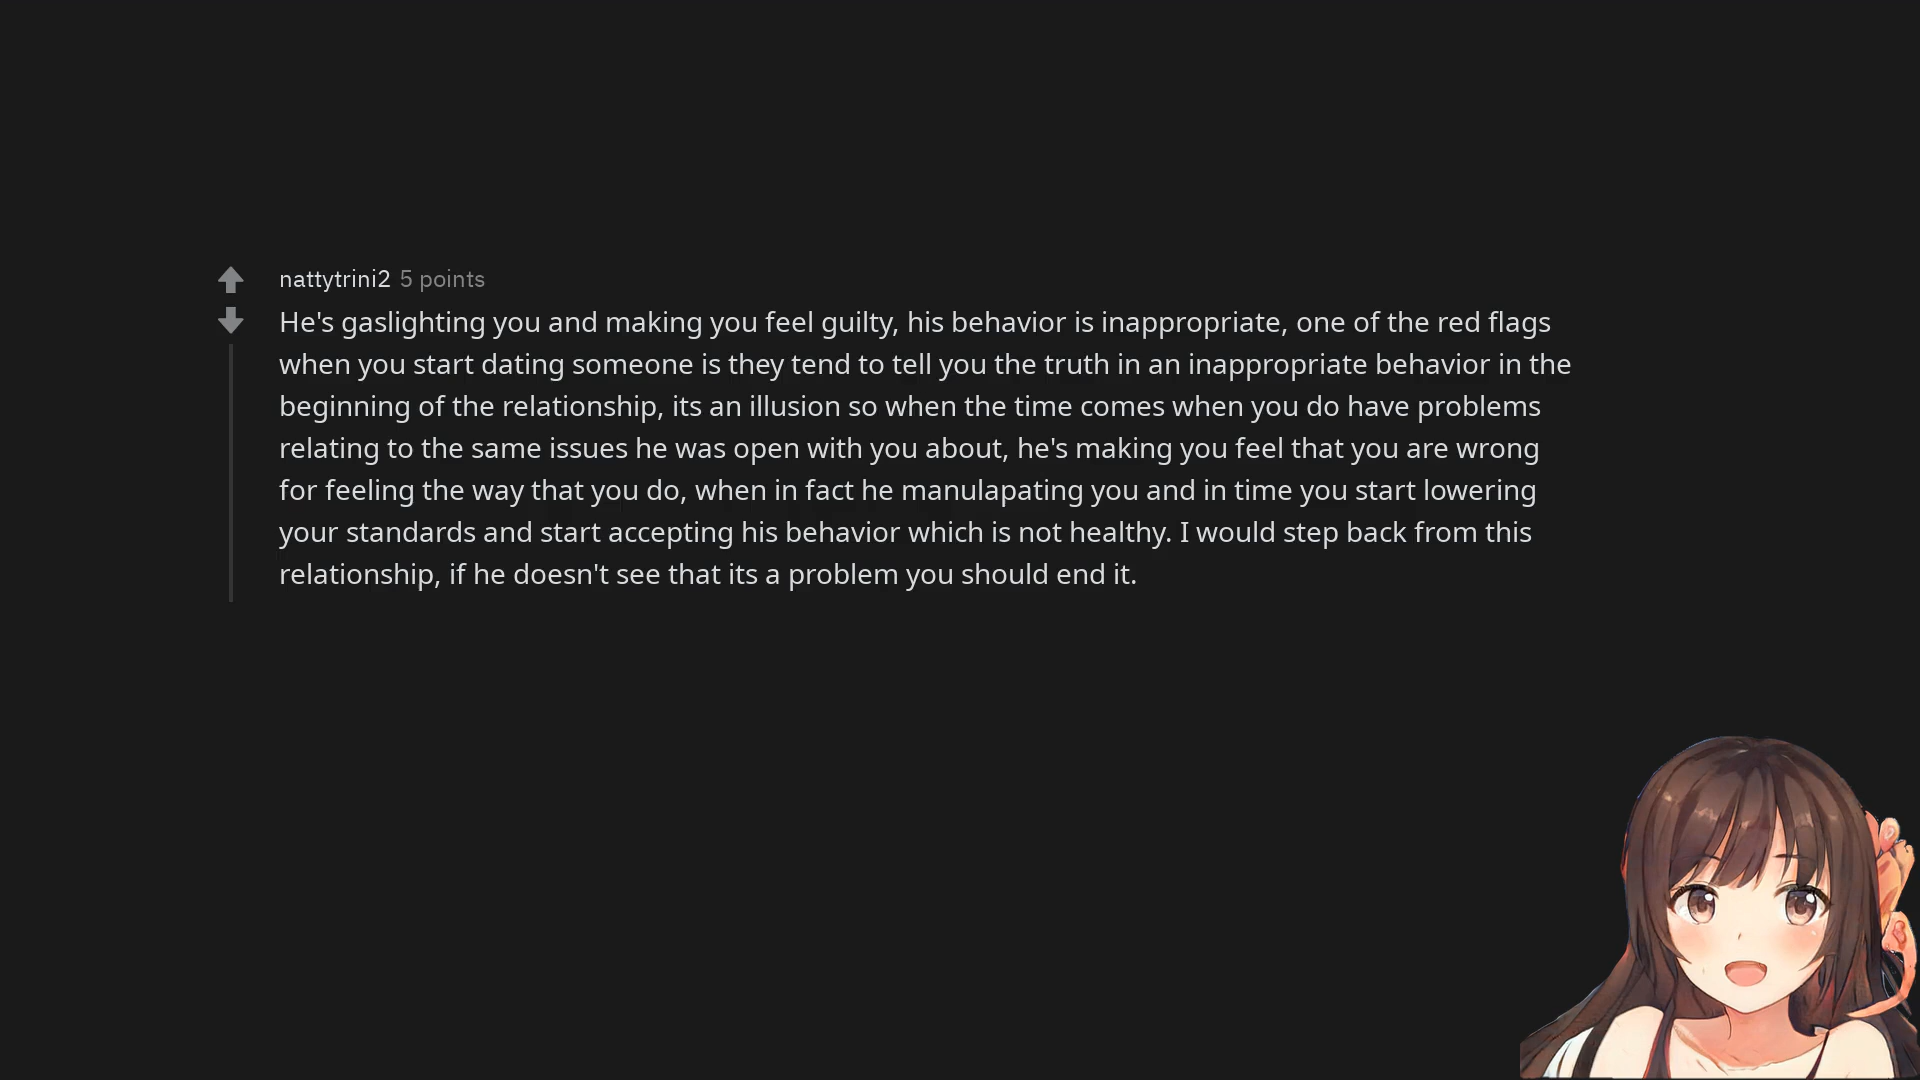 nattytrini2 5 points
He's gaslighting you and making you feel guilty, his behavior is inappropriate, one of the red flags
when you start dating someone is they tend to tell you the truth in an inappropriate behavior in the
beginning of the relationship, its an illusion so when the time comes when you do have problems
relating to the same issues he was open with you about, he's making you feel that you are wrong
for feeling the way that you do, when in fact he manulapating you and in time you start lowering
your standards and start accepting his behavior which is not healthy. I would step back from this
relationship, if he doesn't see that its a problem you should end it.